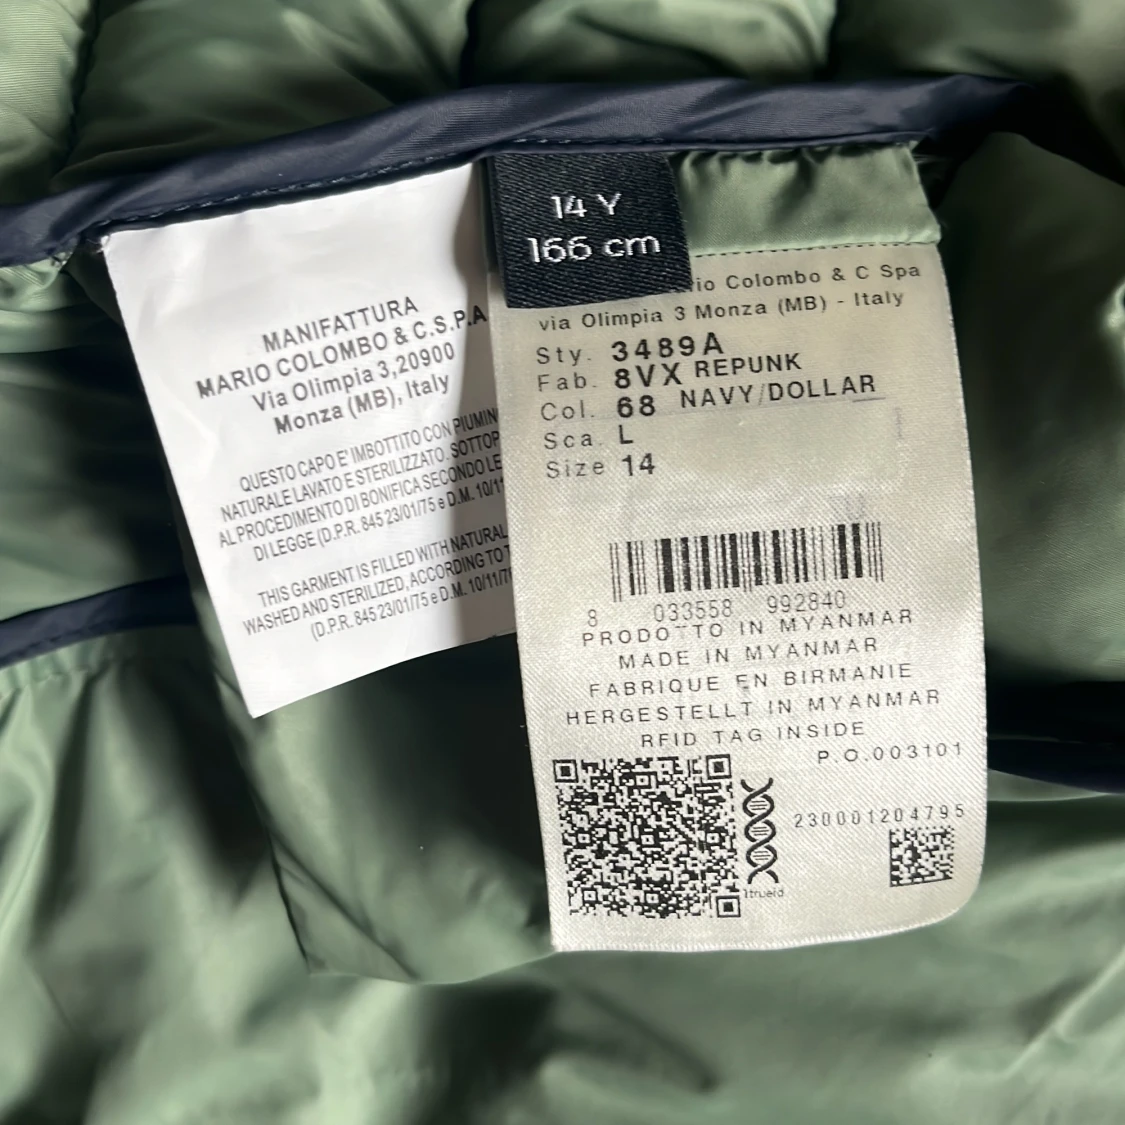 14 Y
166 cm
MANIFATTURA
MARIO COLOMBO & C.S.P.A
Via Olimpia 3,20900
Monza (MB), Italy
QUESTO CAPO E' IMBOTTITO CON PIUMIN
NATURALE LAVATO E STERILIZZATO. SOTTOP
AL PROCEDIMENTO DI BONIFICA SECONDO LE
DI LEGGE (D.P.R. 845 23/01/75 e D.M. 10/11
THIS GARMENT IS FILLED WITH NATURAL
WASHED AND STERILIZED, ACCORDING TO T
(D.P.R. 845 23/01/75 e D.M. 10/11/7
io Colombo & C Spa
via Olimpia 3 Monza (MB) - Italy
Sty. 3489A
Fab. 8VX REPUNK
Col. 68 NAVY/DOLLAR
Sca. L
Size 14
8 033558 992840
PRODOTTO IN MYANMAR
MADE IN MYANMAR
FABRIQUE EN BIRMANIE
HERGESTELLT IN MYANMAR
RFID TAG INSIDE
P.O.003101
230001204795
1trueid